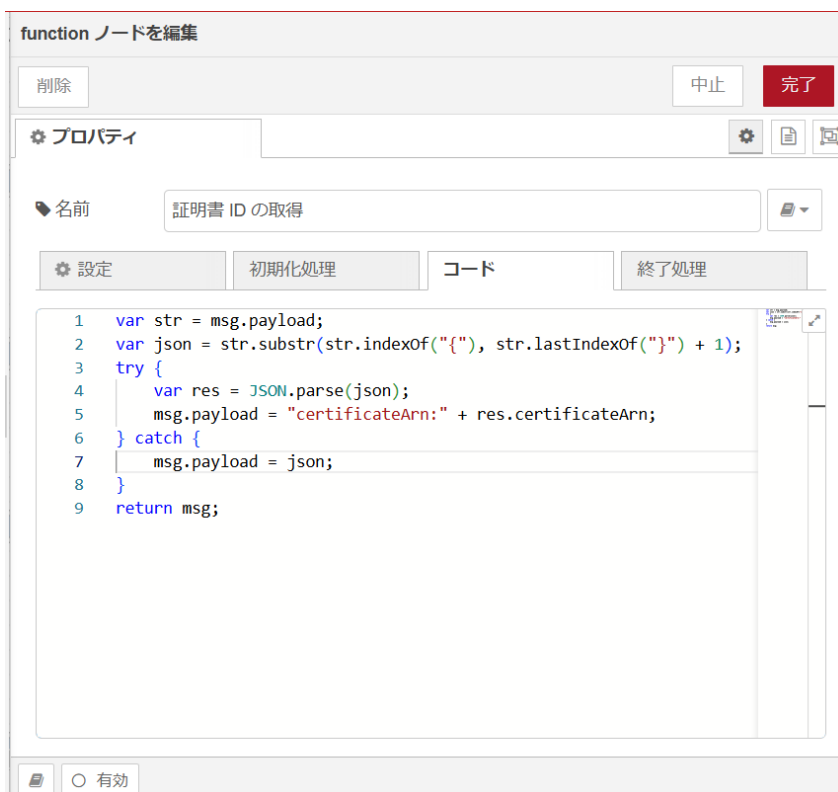 function ノードを編集
削除
中止
完了
プロパティ
名前
証明書 ID の取得
設定
初期化処理
コード
終了処理
1 var str = msg.payload;
2 var json = str.substr(str.indexOf("{"), str.lastIndexOf("}") + 1);
3 try {
4     var res = JSON.parse(json);
5     msg.payload = "certificateArn:" + res.certificateArn;
6 } catch {
7     msg.payload = json;
8 }
9 return msg;
有効